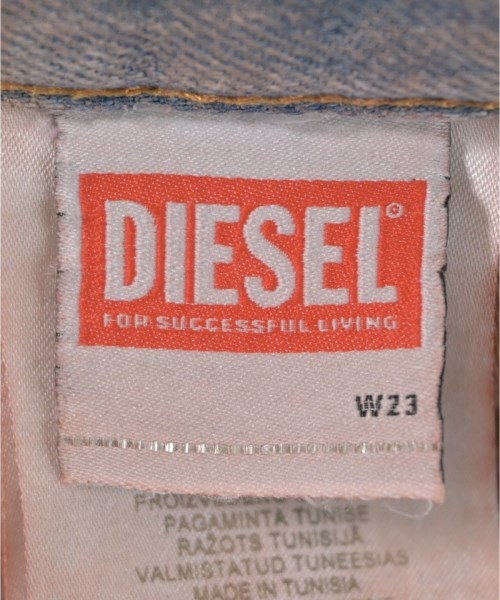 DIESEL®
FOR SUCCESSFUL LIVING
W23
PAGAMINTA TUNISE
RAŽOTS TUNISIJĀ
VALMISTATUD TUNEESIAS
MADE IN TUNISIA